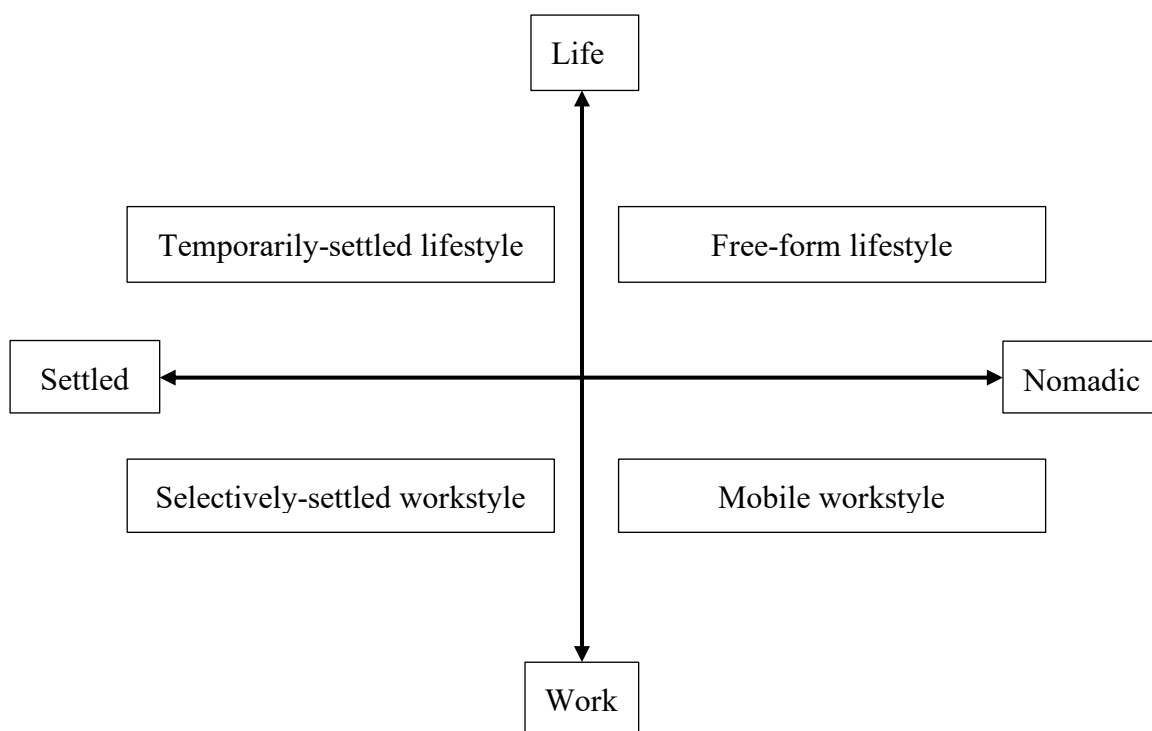 Life
Temporarily-settled lifestyle
Free-form lifestyle
Settled
Nomadic
Selectively-settled workstyle
Mobile workstyle
Work